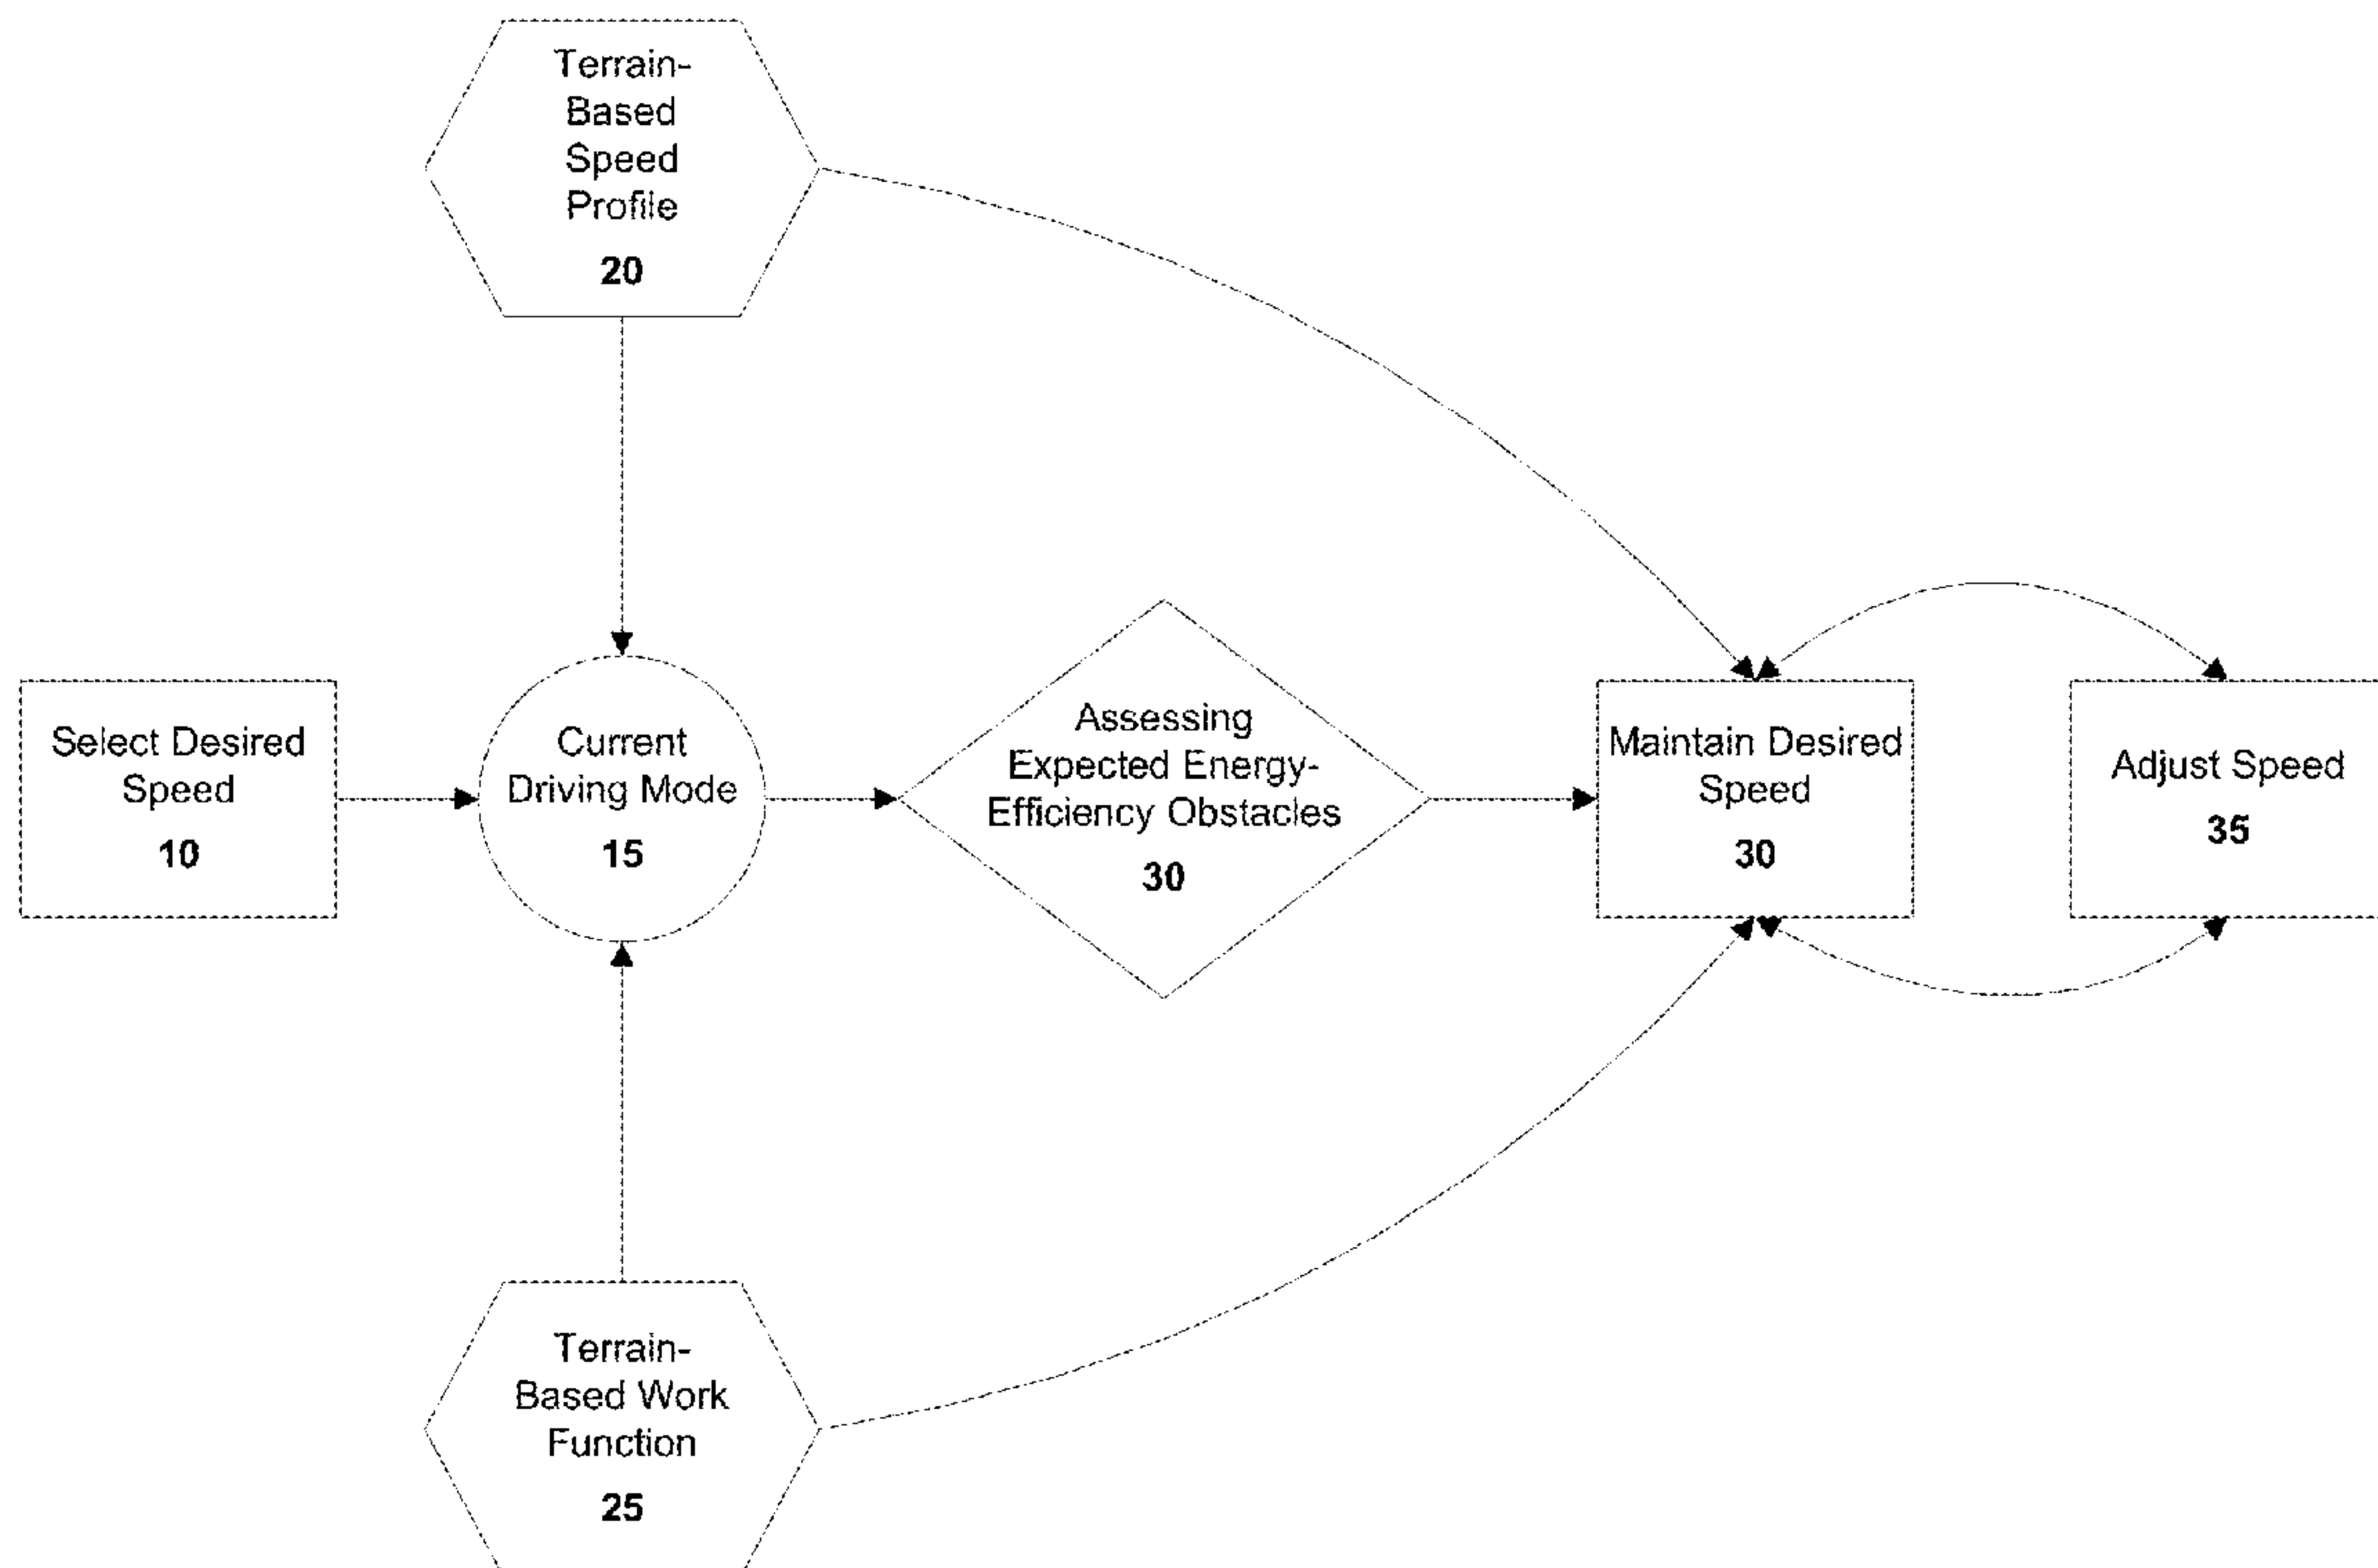 Terrain-
Based
Speed
Profile
20
Select Desired
Speed
10
Current
Driving Mode
15
Assessing
Expected Energy-
Efficiency Obstacles
30
Maintain Desired
Speed
30
Adjust Speed
35
Terrain-
Based Work
Function
25